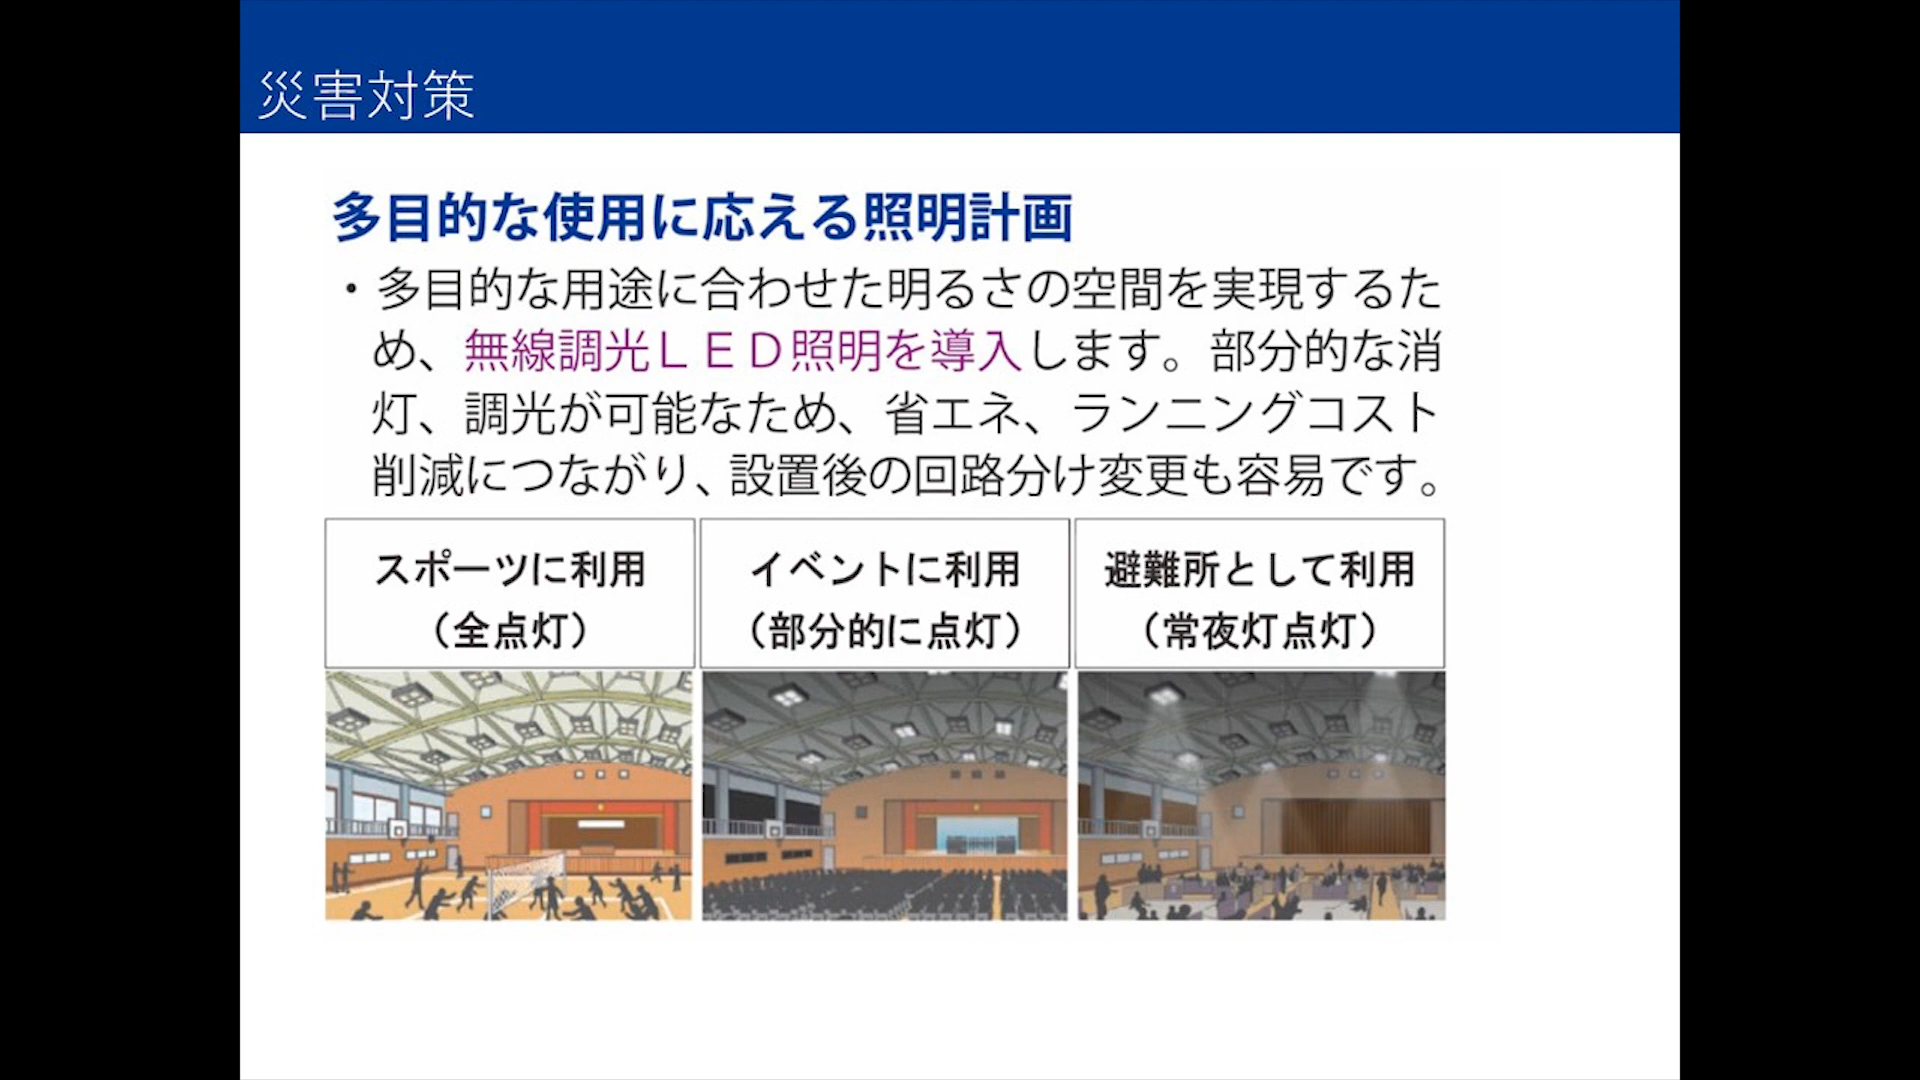 災害対策
多目的な使用に応える照明計画
・多目的な用途に合わせた明るさの空間を実現するた
め、無線調光ＬＥＤ照明を導入します。部分的な消
灯、調光が可能なため、省エネ、ランニングコスト
削減につながり、設置後の回路分け変更も容易です。
スポーツに利用
（全点灯）
イベントに利用
（部分的に点灯）
避難所として利用
（常夜灯点灯）